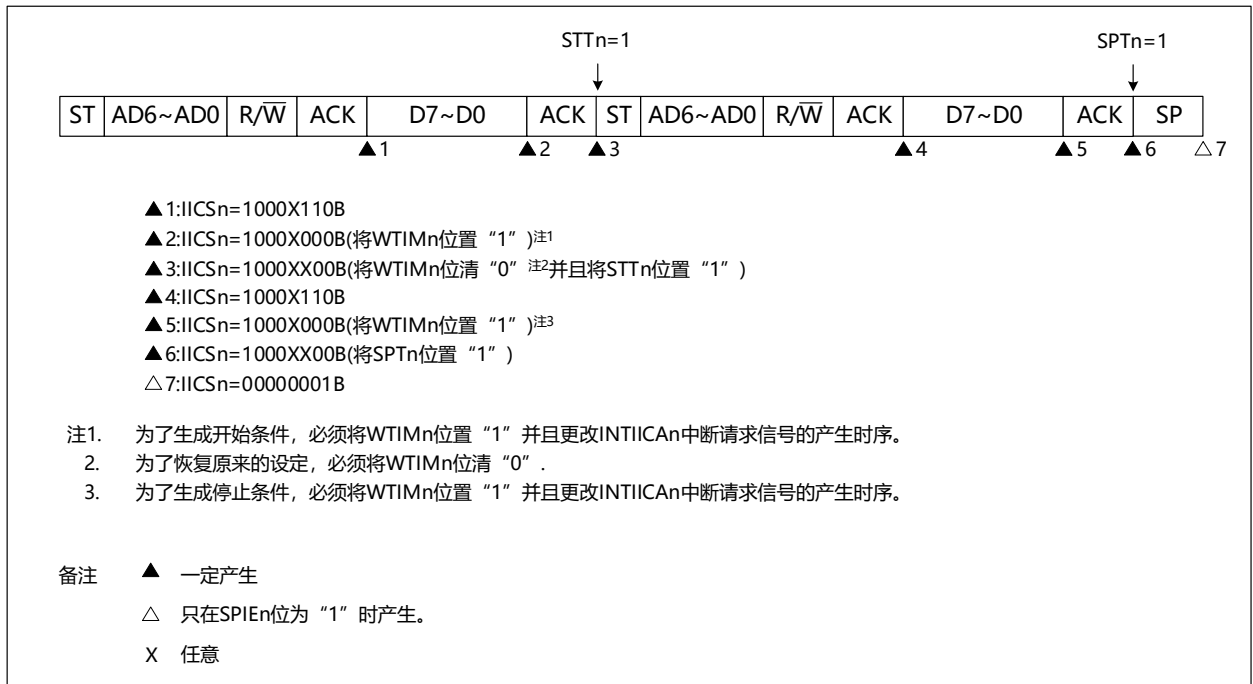 STTn=1 SPTn=1
ST AD6~AD0 R/W̅ ACK D7~D0 ACK ST AD6~AD0 R/W̅ ACK D7~D0 ACK SP
▲1 ▲2 ▲3 ▲4 ▲5 ▲6 △7
▲1:IICSn=1000X110B
▲2:IICSn=1000X000B(将WTIMn位置“1”)注1
▲3:IICSn=1000XX00B(将WTIMn位清“0”注2并且将STTn位置“1”)
▲4:IICSn=1000X110B
▲5:IICSn=1000X000B(将WTIMn位置“1”)注3
▲6:IICSn=1000XX00B(将SPTn位置“1”)
△7:IICSn=00000001B
注1. 为了生成开始条件，必须将WTIMn位置“1”并且更改INTIICAn中断请求信号的产生时序。
2. 为了恢复原来的设定，必须将WTIMn位清“0”.
3. 为了生成停止条件，必须将WTIMn位置“1”并且更改INTIICAn中断请求信号的产生时序。
备注 ▲ 一定产生
△ 只在SPIEn位为“1”时产生。
X 任意